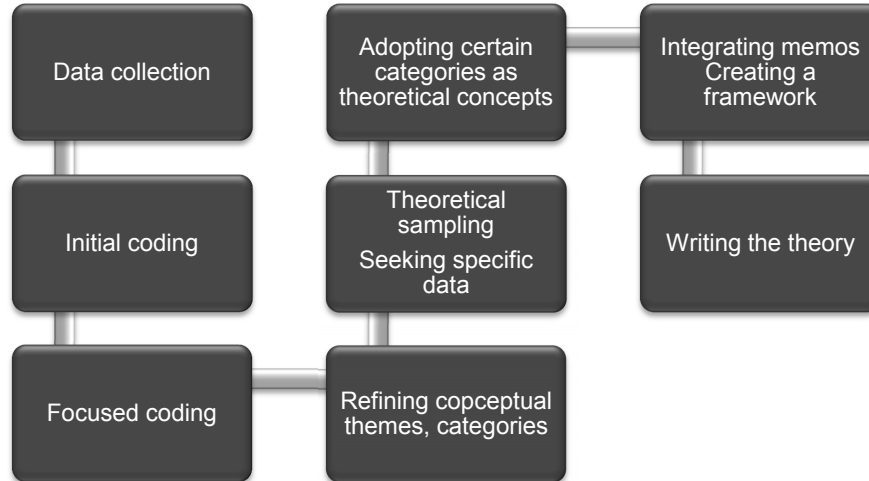 Data collection
Initial coding
Focused coding
Refining copceptual
themes, categories
Theoretical
sampling
Seeking specific
data
Adopting certain
categories as
theoretical concepts
Integrating memos
Creating a
framework
Writing the theory